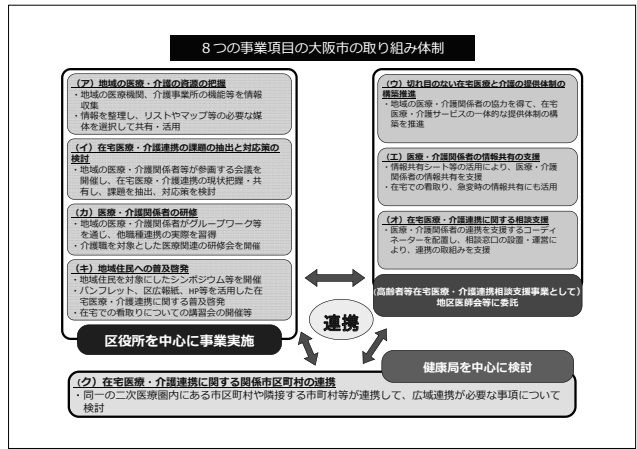 ８つの事業項目の大阪市の取り組み体制
（ア）地域の医療・介護の資源の把握
・地域の医療機関、介護事業所の機能等を情報
収集
・情報を整理し、リストやマップ等の必要な媒
体を選択して共有・活用
（イ）在宅医療・介護連携の課題の抽出と対応策の
検討
・地域の医療・介護関係者等が参画する会議を
開催し、在宅医療・介護連携の現状把握・共
有し、課題を抽出、対応策を検討
（カ）医療・介護関係者の研修
・地域の医療・介護関係者がグループワーク等
を通じ、他職種連携の実際を習得
・介護職を対象とした医療関連の研修会を開催
（キ）地域住民への普及啓発
・地域住民を対象にしたシンポジウム等を開催
・パンフレット、区広報紙、HP等を活用した在
宅医療・介護連携に関する普及啓発
・在宅での看取りについての講習会の開催等
区役所を中心に事業実施
（ウ）切れ目のない在宅医療と介護の提供体制の
構築推進
・地域の医療・介護関係者の協力を得て、在宅
医療・介護サービスの一体的な提供体制の構
築を推進
（エ）医療・介護関係者の情報共有の支援
・情報共有シート等の活用により、医療・介護
関係者の情報共有を支援
・在宅での看取り、急変時の情報共有にも活用
（オ）在宅医療・介護連携に関する相談支援
・医療・介護関係者の連携を支援するコーディ
ネーターを配置し、相談窓口の設置・運営に
より、連携の取組みを支援
(高齢者等在宅医療・介護連携相談支援事業として)
地区医師会等に委託
連携
健康局を中心に検討
（ク）在宅医療・介護連携に関する関係市区町村の連携
・同一の二次医療圏内にある市区町村や隣接する市町村等が連携して、広域連携が必要な事項について
検討